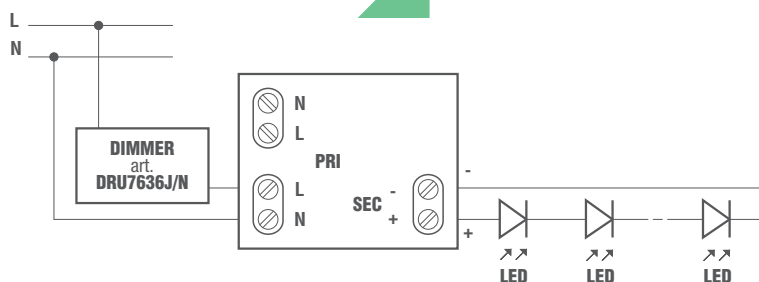 L
N
DIMMER
art.
DRU7636J/N
N
L
PRI
L
N
SEC
-
+
-
+
LED
LED
LED